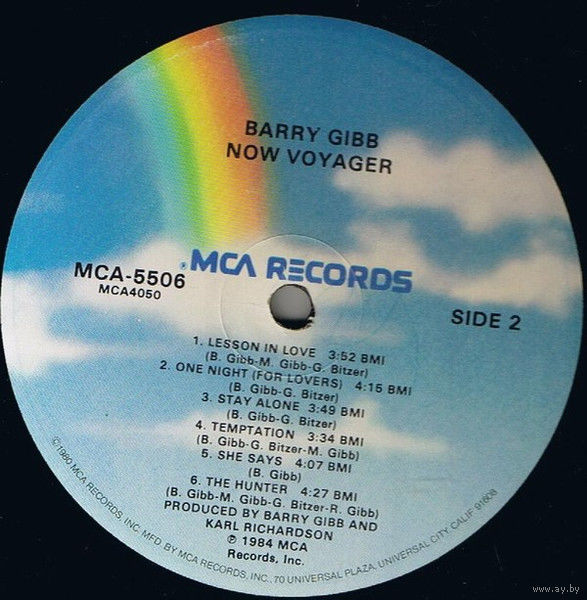 BARRY GIBB
NOW VOYAGER
® MCA RECORDS
MCA-5506
MCA4050
SIDE 2
1. LESSON IN LOVE 3:52 BMI
(B. Gibb-M. Gibb-G. Bitzer)
2. ONE NIGHT (FOR LOVERS) 4:15 BMI
(B. Gibb-G. Bitzer)
3. STAY ALONE 3:49 BMI
(B. Gibb-G. Bitzer)
4. TEMPTATION 3:34 BMI
(B. Gibb-G. Bitzer-M. Gibb)
5. SHE SAYS 4:07 BMI
(B. Gibb)
6. THE HUNTER 4:27 BMI
(B. Gibb-M. Gibb-G. Bitzer-R. Gibb)
PRODUCED BY BARRY GIBB AND
KARL RICHARDSON
℗ 1984 MCA
Records, Inc.
©1980 MCA RECORDS, INC. MFD. BY MCA RECORDS, INC., 70 UNIVERSAL PLAZA, UNIVERSAL CITY, CALIF. 91608
www.ay.by